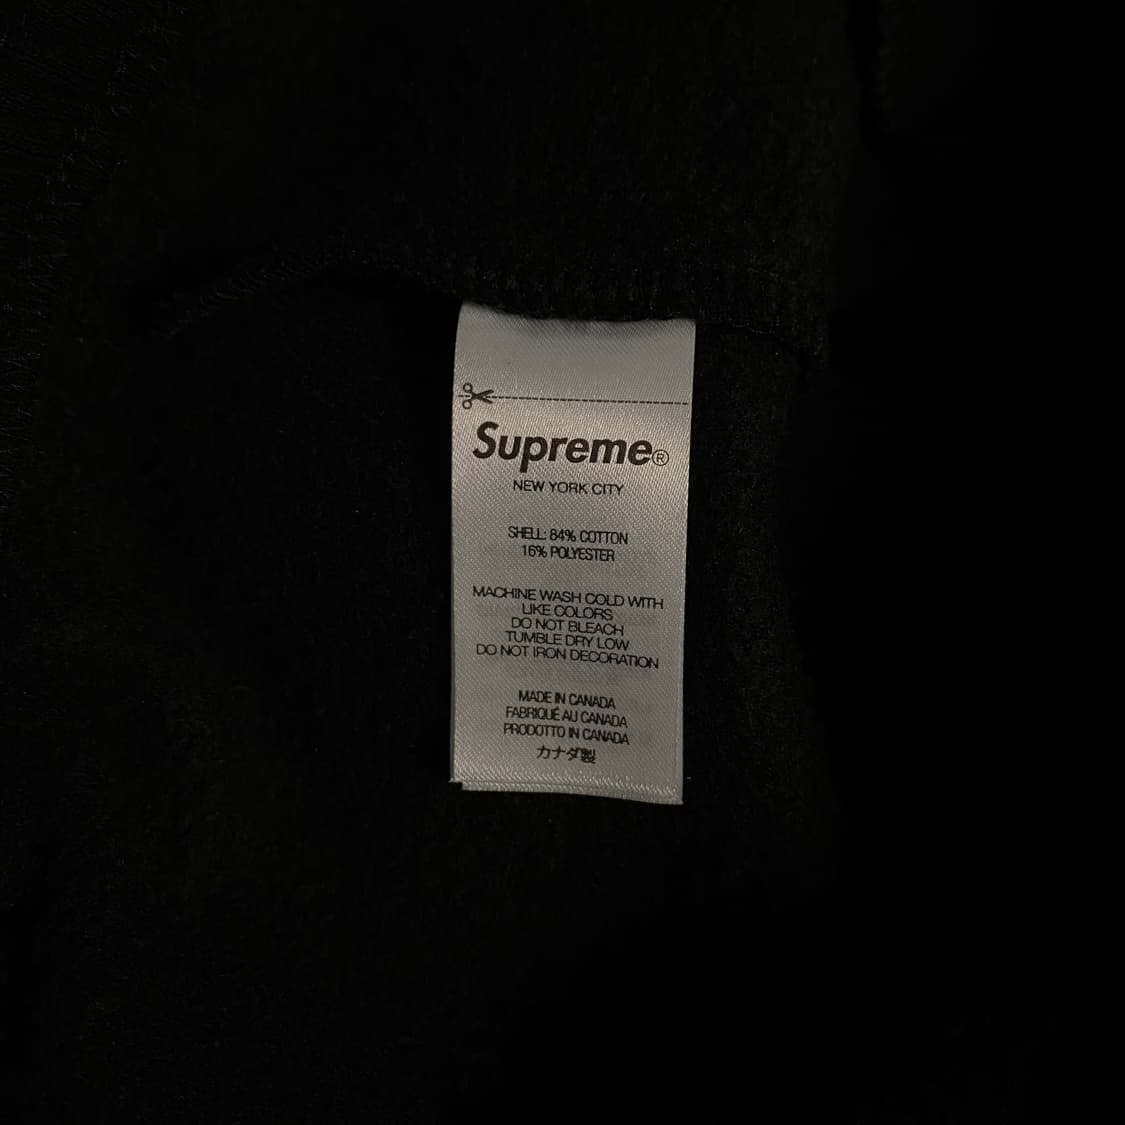 Supreme®
NEW YORK CITY
SHELL: 84% COTTON
16% POLYESTER
MACHINE WASH COLD WITH
LIKE COLORS
DO NOT BLEACH
TUMBLE DRY LOW
DO NOT IRON DECORATION
MADE IN CANADA
FABRIQUÉ AU CANADA
PRODOTTO IN CANADA
カナダ製